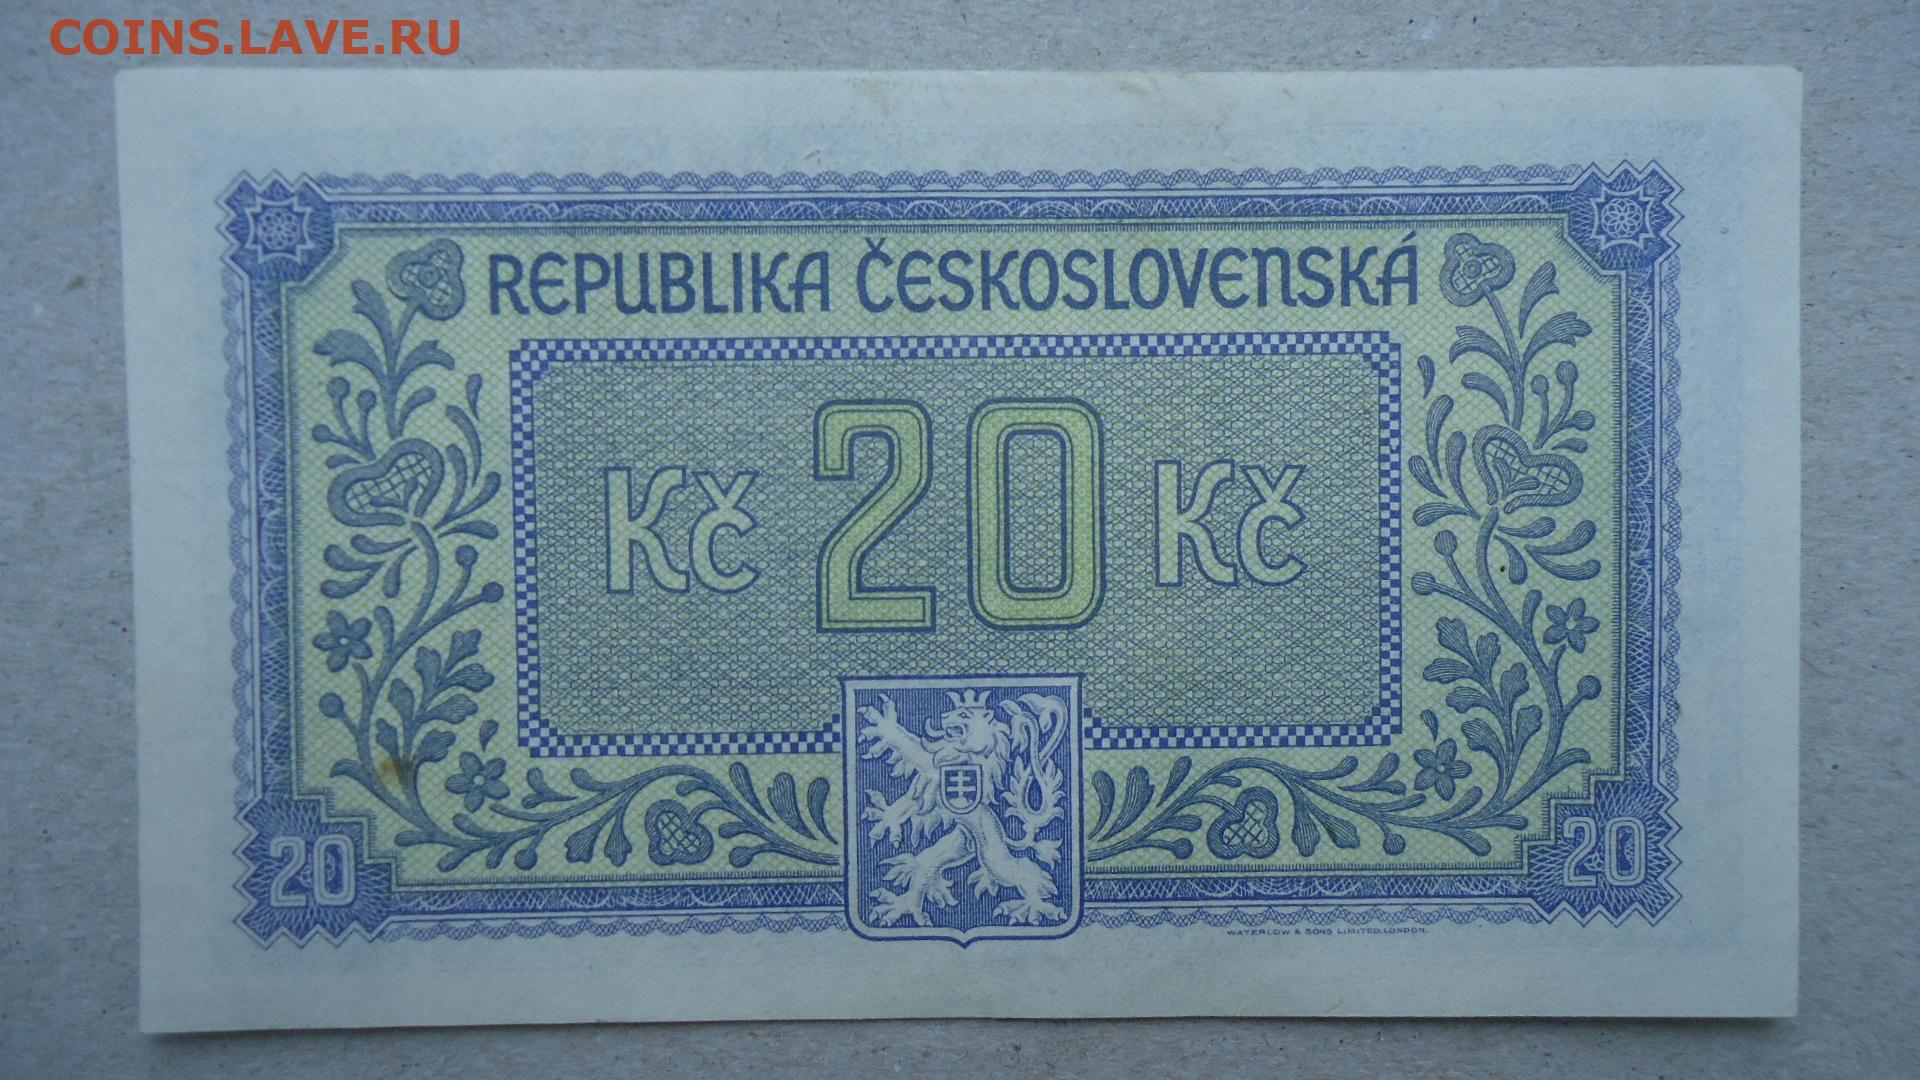 COINS.LAVE.RU
REPUBLIKA ČESKOSLOVENSKÁ
Kč 20 Kč
20 20
WATERLOW & SONS LIMITED. LONDON.